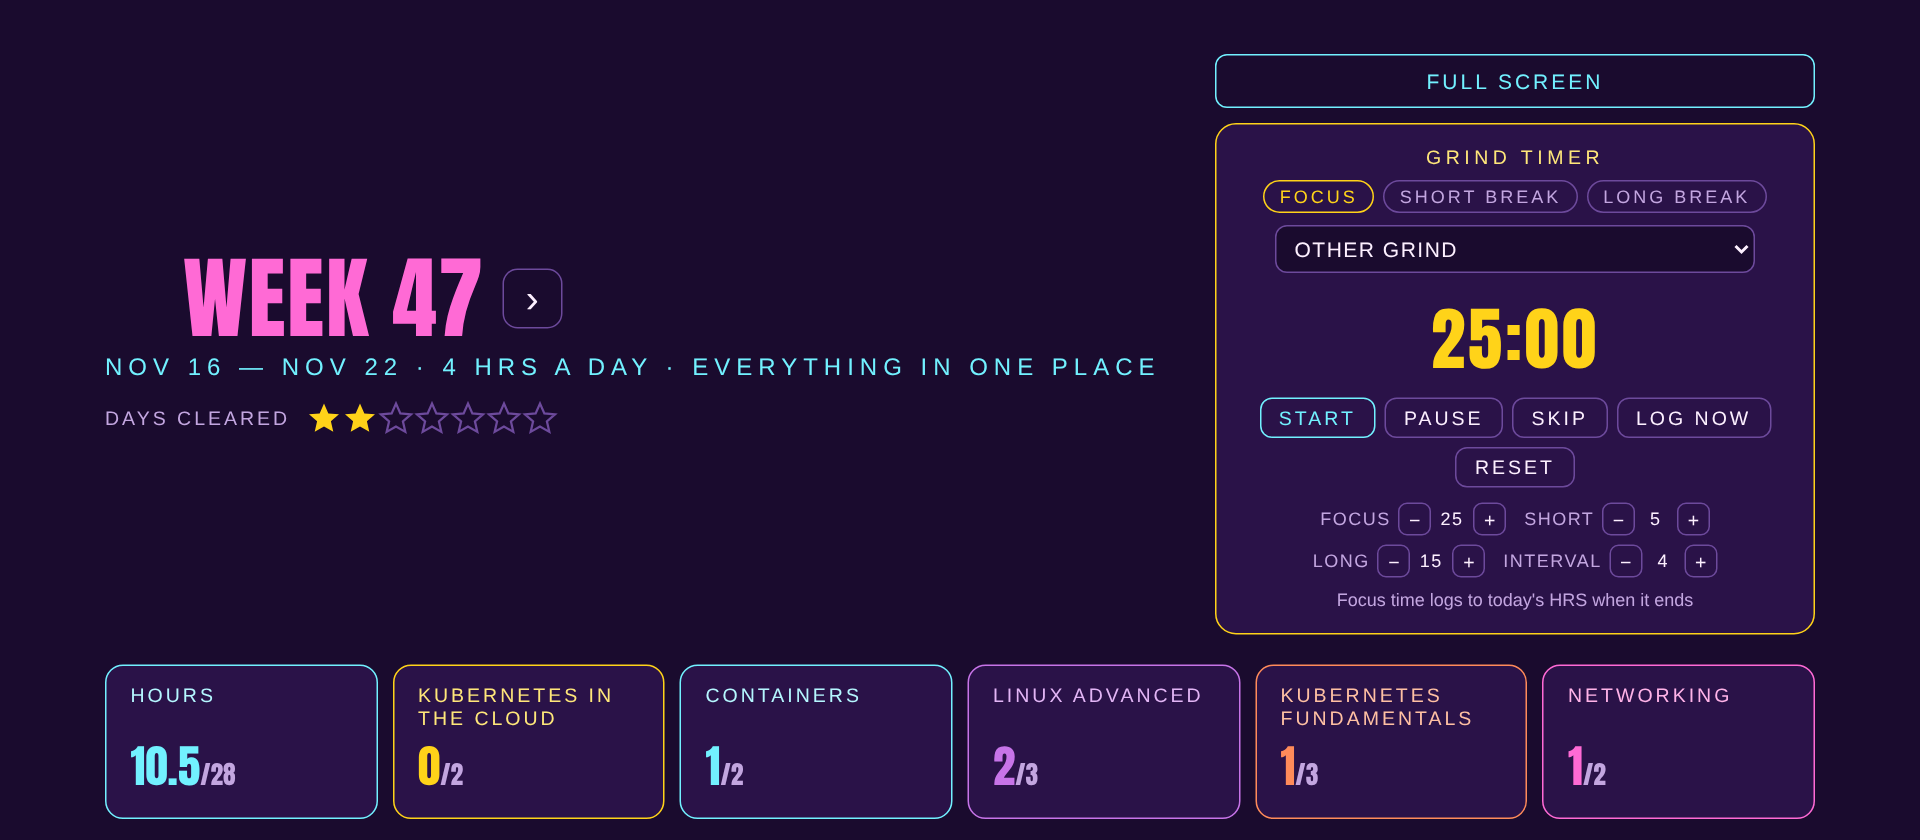 FULL SCREEN
WEEK 47 ›
NOV 16 — NOV 22 · 4 HRS A DAY · EVERYTHING IN ONE PLACE
DAYS CLEARED
GRIND TIMER
FOCUS SHORT BREAK LONG BREAK
OTHER GRIND
25:00
START PAUSE SKIP LOG NOW
RESET
FOCUS − 25 + SHORT − 5 +
LONG − 15 + INTERVAL − 4 +
Focus time logs to today's HRS when it ends
HOURS
10.5/28
KUBERNETES IN
THE CLOUD
0/2
CONTAINERS
1/2
LINUX ADVANCED
2/3
KUBERNETES
FUNDAMENTALS
1/3
NETWORKING
1/2